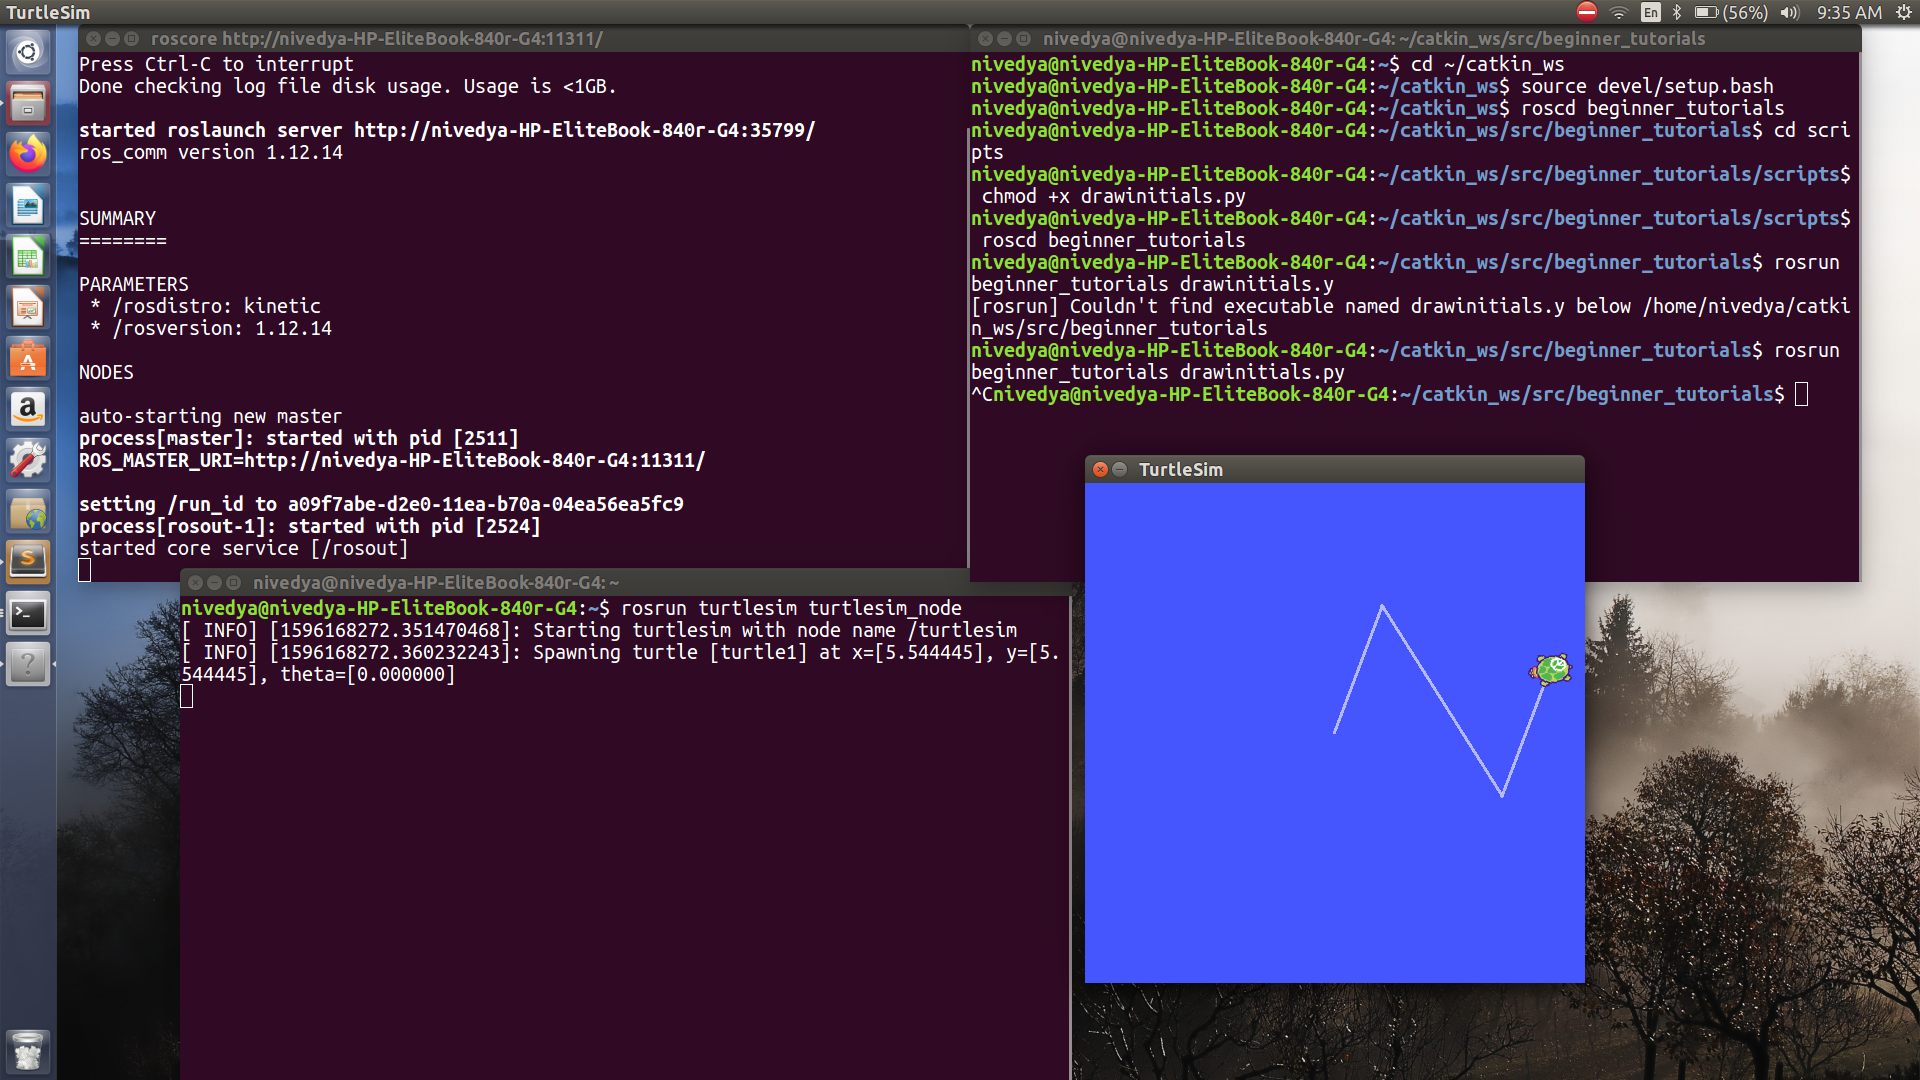 TurtleSim
En
(56%)
9:35 AM
roscore http://nivedya-HP-EliteBook-840r-G4:11311/
Press Ctrl-C to interrupt
Done checking log file disk usage. Usage is <1GB.
started roslaunch server http://nivedya-HP-EliteBook-840r-G4:35799/
ros_comm version 1.12.14
SUMMARY
========
PARAMETERS
* /rosdistro: kinetic
* /rosversion: 1.12.14
NODES
auto-starting new master
process[master]: started with pid [2511]
ROS_MASTER_URI=http://nivedya-HP-EliteBook-840r-G4:11311/
setting /run_id to a09f7abe-d2e0-11ea-b70a-04ea56ea5fc9
process[rosout-1]: started with pid [2524]
started core service [/rosout]
nivedya@nivedya-HP-EliteBook-840r-G4: ~/catkin_ws/src/beginner_tutorials
nivedya@nivedya-HP-EliteBook-840r-G4:~$ cd ~/catkin_ws
nivedya@nivedya-HP-EliteBook-840r-G4:~/catkin_ws$ source devel/setup.bash
nivedya@nivedya-HP-EliteBook-840r-G4:~/catkin_ws$ roscd beginner_tutorials
nivedya@nivedya-HP-EliteBook-840r-G4:~/catkin_ws/src/beginner_tutorials$ cd scri
pts
nivedya@nivedya-HP-EliteBook-840r-G4:~/catkin_ws/src/beginner_tutorials/scripts$
chmod +x drawinitials.py
nivedya@nivedya-HP-EliteBook-840r-G4:~/catkin_ws/src/beginner_tutorials/scripts$
roscd beginner_tutorials
nivedya@nivedya-HP-EliteBook-840r-G4:~/catkin_ws/src/beginner_tutorials$ rosrun
beginner_tutorials drawinitials.y
[rosrun] Couldn't find executable named drawinitials.y below /home/nivedya/catki
n_ws/src/beginner_tutorials
nivedya@nivedya-HP-EliteBook-840r-G4:~/catkin_ws/src/beginner_tutorials$ rosrun
beginner_tutorials drawinitials.py
^Cnivedya@nivedya-HP-EliteBook-840r-G4:~/catkin_ws/src/beginner_tutorials$
nivedya@nivedya-HP-EliteBook-840r-G4: ~
nivedya@nivedya-HP-EliteBook-840r-G4:~$ rosrun turtlesim turtlesim_node
[ INFO] [1596168272.351470468]: Starting turtlesim with node name /turtlesim
[ INFO] [1596168272.360232243]: Spawning turtle [turtle1] at x=[5.544445], y=[5.
544445], theta=[0.000000]
TurtleSim